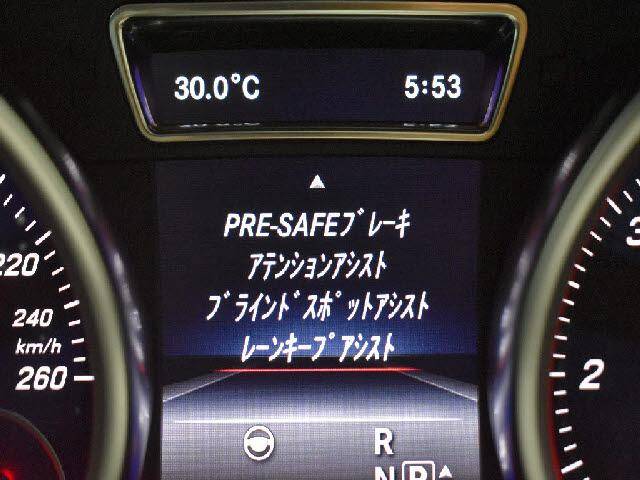 30.0°C 5:53
PRE-SAFEﾌﾞﾚｰｷ
ｱﾃﾝｼｮﾝｱｼｽﾄ
ﾌﾞﾗｲﾝﾄﾞｽﾎﾟｯﾄｱｼｽﾄ
ﾚｰﾝｷｰﾌﾟｱｼｽﾄ
220
240
km/h
260
3
2
R
N P